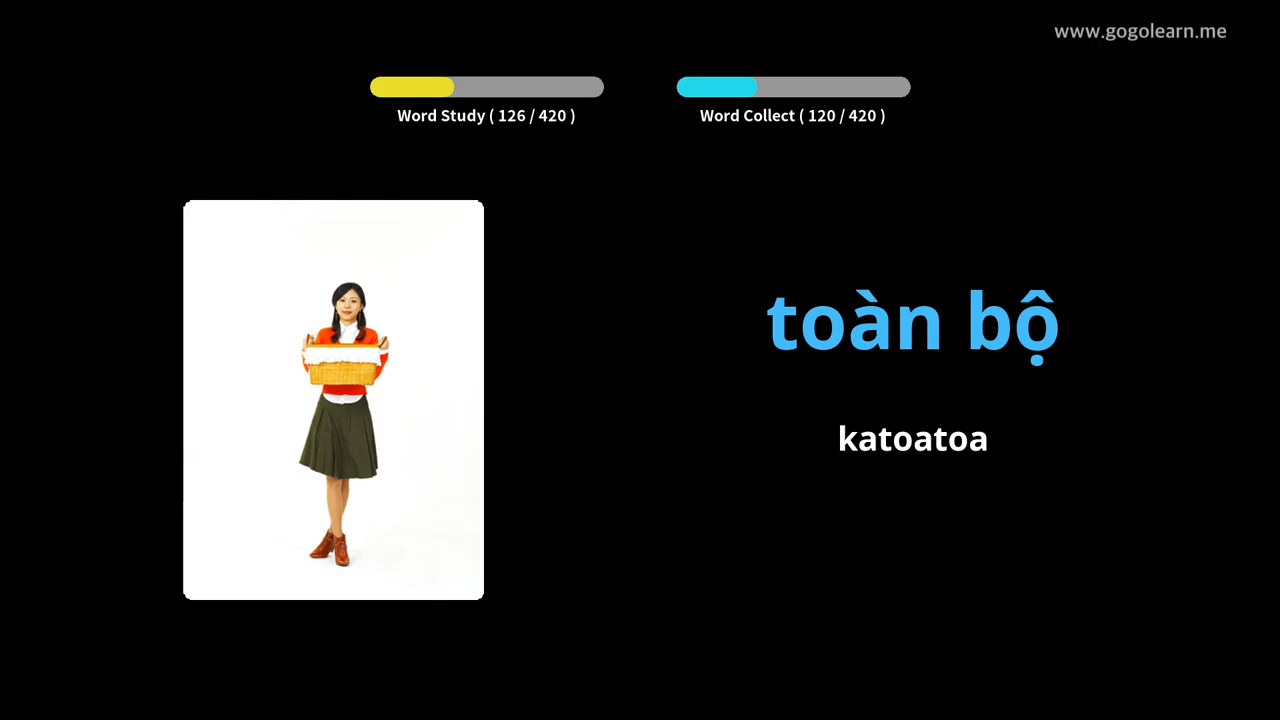 www.gogolearn.me
Word Study ( 126 / 420 )
Word Collect ( 120 / 420 )
toàn bộ
katoatoa